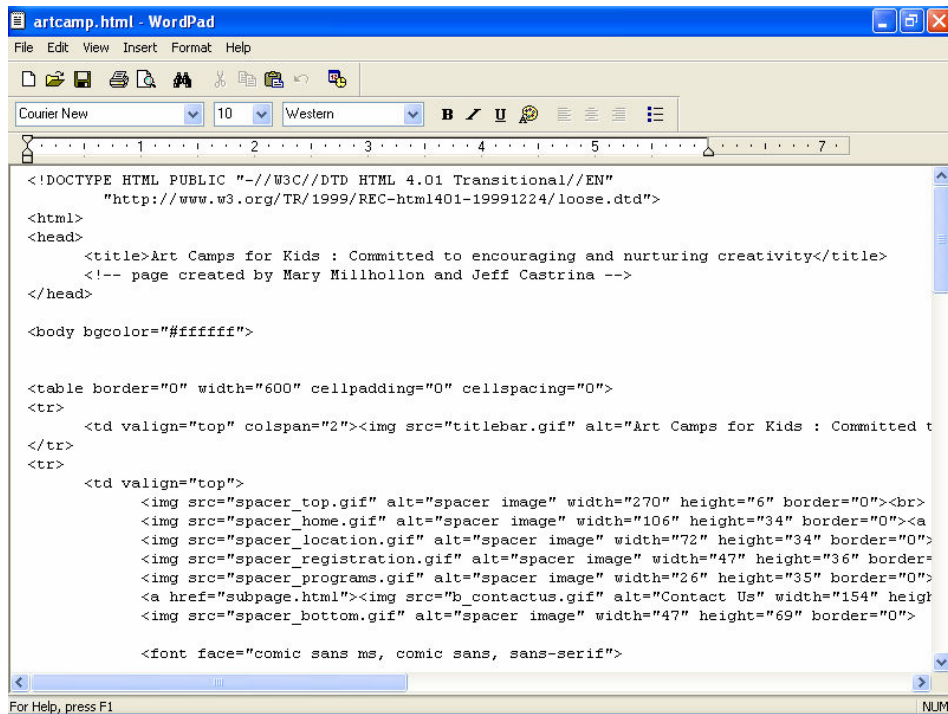 artcamp.html - WordPad
File Edit View Insert Format Help
Courier New 10 Western B I U
1 2 3 4 5 7
<!DOCTYPE HTML PUBLIC "-//W3C//DTD HTML 4.01 Transitional//EN"
"http://www.w3.org/TR/1999/REC-html401-19991224/loose.dtd">
<html>
<head>
<title>Art Camps for Kids : Committed to encouraging and nurturing creativity</title>
<!-- page created by Mary Millhollon and Jeff Castrina -->
</head>
<body bgcolor="#ffffff">
<table border="0" width="600" cellpadding="0" cellspacing="0">
<tr>
<td valign="top" colspan="2"><img src="titlebar.gif" alt="Art Camps for Kids : Committed t
</tr>
<tr>
<td valign="top">
<img src="spacer_top.gif" alt="spacer image" width="270" height="6" border="0"><br>
<img src="spacer_home.gif" alt="spacer image" width="106" height="34" border="0"><a
<img src="spacer_location.gif" alt="spacer image" width="72" height="34" border="0">
<img src="spacer_registration.gif" alt="spacer image" width="47" height="36" border=
<img src="spacer_programs.gif" alt="spacer image" width="26" height="35" border="0">
<a href="subpage.html"><img src="b_contactus.gif" alt="Contact Us" width="154" heigh
<img src="spacer_bottom.gif" alt="spacer image" width="47" height="69" border="0">
<font face="comic sans ms, comic sans, sans-serif">
For Help, press F1 NUM